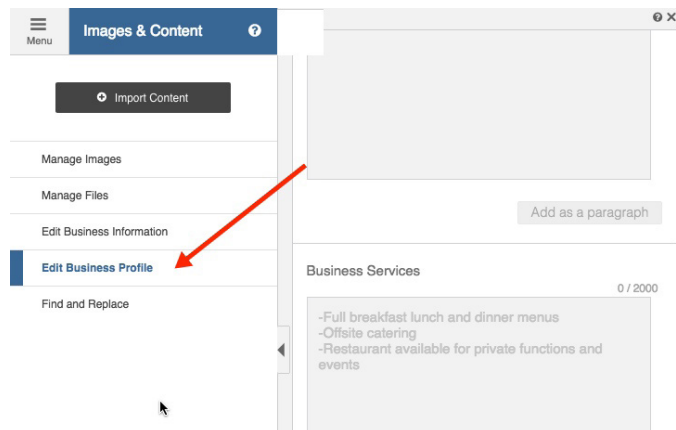 Menu
Images & Content
Import Content
Manage Images
Manage Files
Edit Business Information
Edit Business Profile
Find and Replace
Add as a paragraph
Business Services
0 / 2000
-Full breakfast lunch and dinner menus
-Offsite catering
-Restaurant available for private functions and
events